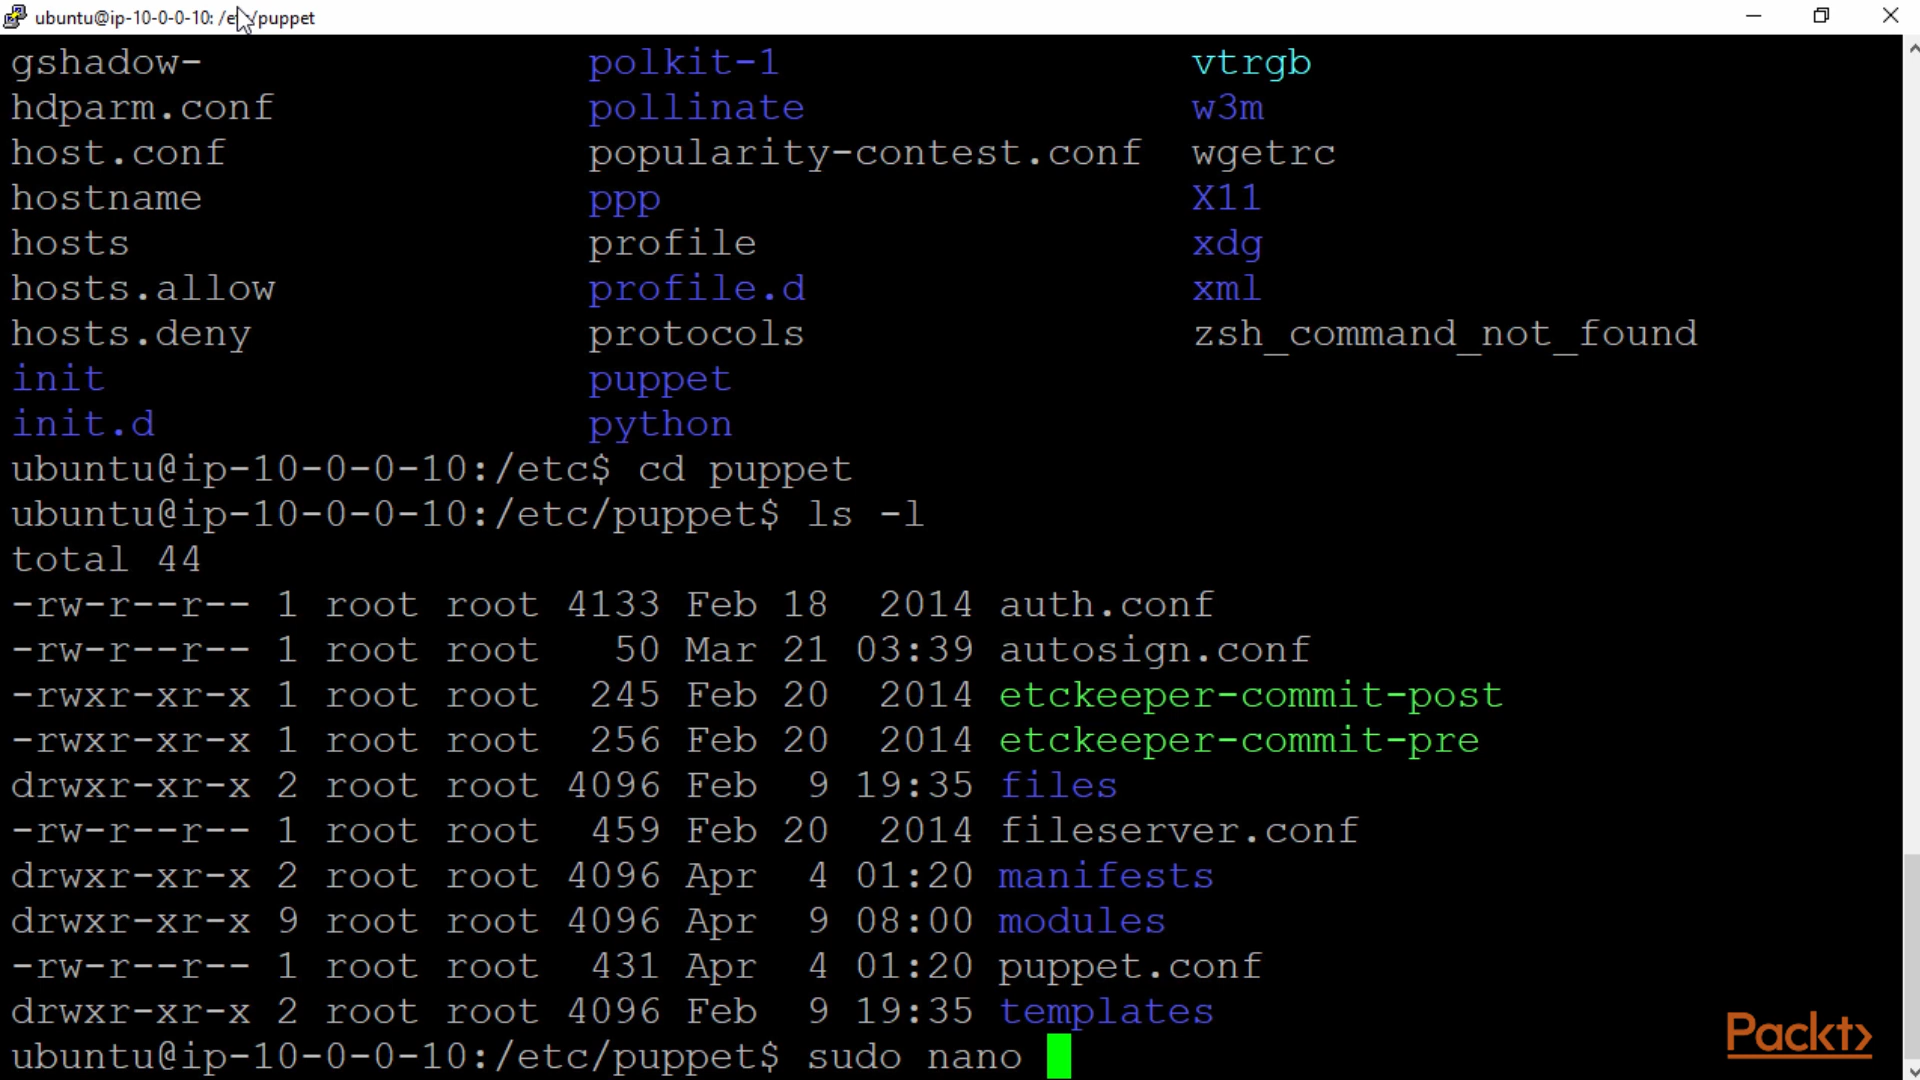 ubuntu@ip-10-0-0-10: /etc/puppet
gshadow- polkit-1 vtrgb
hdparm.conf pollinate w3m
host.conf popularity-contest.conf wgetrc
hostname ppp X11
hosts profile xdg
hosts.allow profile.d xml
hosts.deny protocols zsh_command_not_found
init puppet
init.d python
ubuntu@ip-10-0-0-10:/etc$ cd puppet
ubuntu@ip-10-0-0-10:/etc/puppet$ ls -l
total 44
-rw-r--r-- 1 root root 4133 Feb 18  2014 auth.conf
-rw-r--r-- 1 root root   50 Mar 21 03:39 autosign.conf
-rwxr-xr-x 1 root root  245 Feb 20  2014 etckeeper-commit-post
-rwxr-xr-x 1 root root  256 Feb 20  2014 etckeeper-commit-pre
drwxr-xr-x 2 root root 4096 Feb  9 19:35 files
-rw-r--r-- 1 root root  459 Feb 20  2014 fileserver.conf
drwxr-xr-x 2 root root 4096 Apr  4 01:20 manifests
drwxr-xr-x 9 root root 4096 Apr  9 08:00 modules
-rw-r--r-- 1 root root  431 Apr  4 01:20 puppet.conf
drwxr-xr-x 2 root root 4096 Feb  9 19:35 templates
ubuntu@ip-10-0-0-10:/etc/puppet$ sudo nano
Packt>